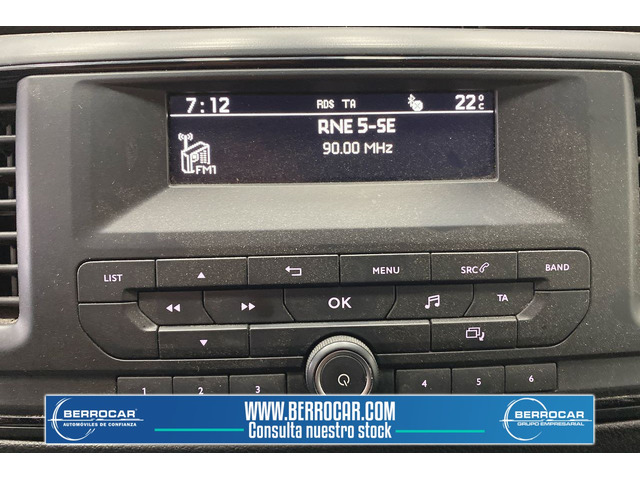 7:12 RDS TA 22°C
RNE 5-SE
90.00 MHz
FM1
LIST MENU SRC BAND
OK TA
1 2 3 4 5 6
BERROCAR
AUTOMÓVILES DE CONFIANZA
WWW.BERROCAR.COM
Consulta nuestro stock
BERROCAR
GRUPO EMPRESARIAL